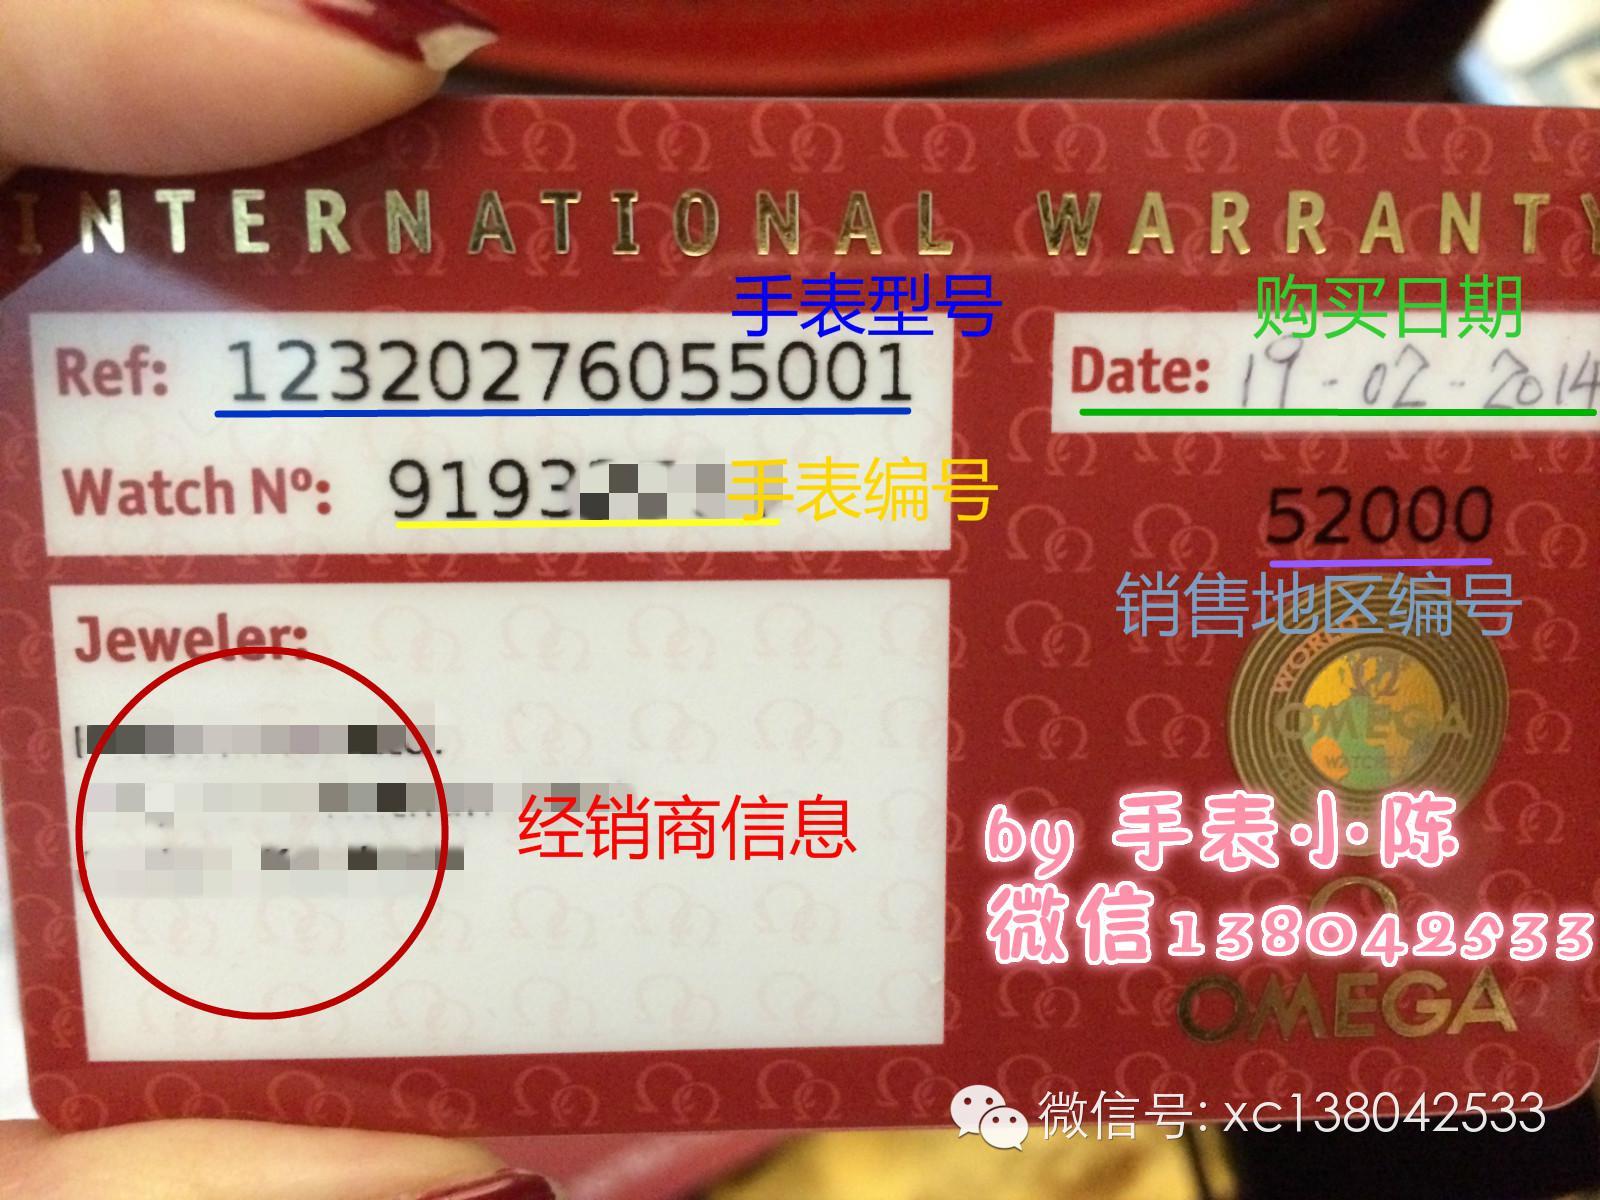 INTERNATIONAL WARRANTY
手表型号
购买日期
Ref: 12320276055001
Date: 19-02-2014
Watch Nº: 9193
手表编号
52000
销售地区编号
Jeweler:
WORLD
OMEGA
WATCHES
经销商信息
by 手表小陈
微信138042533
OMEGA
微信号: xc138042533